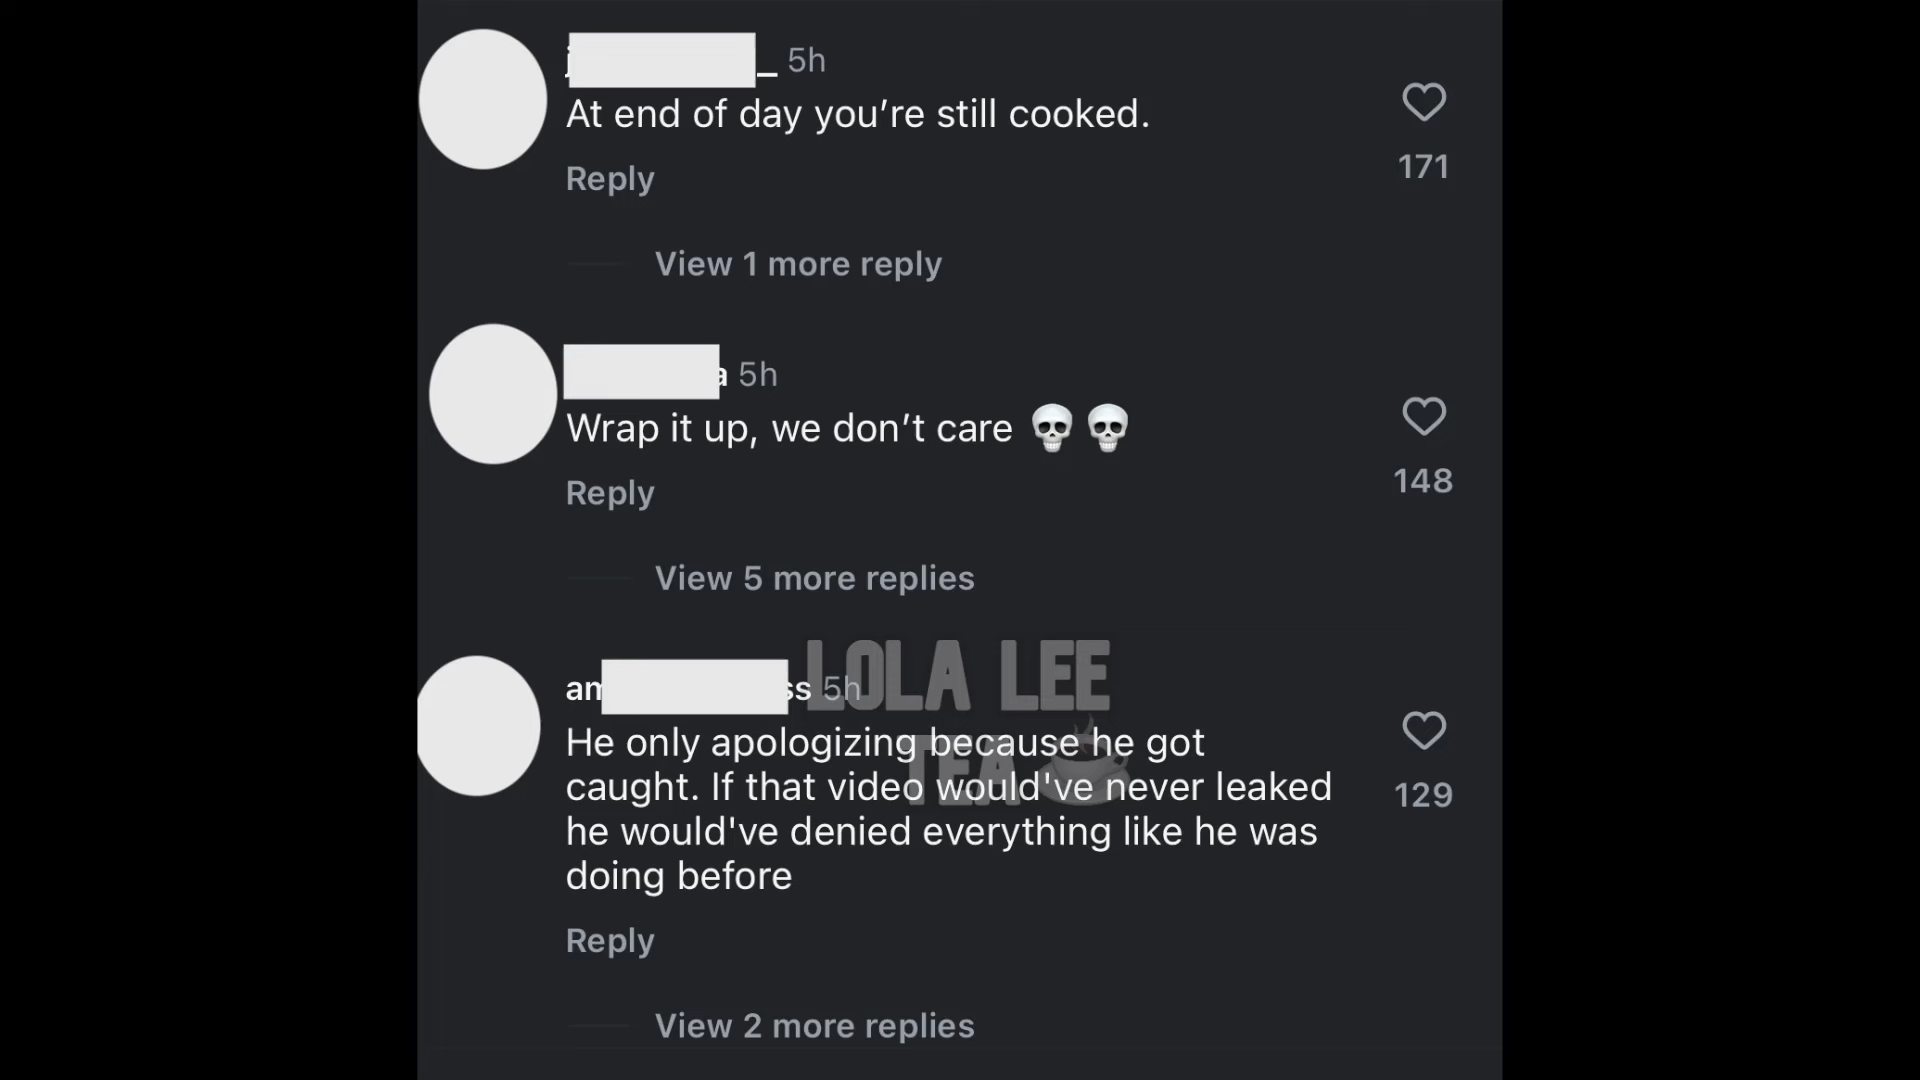 5h
At end of day you’re still cooked.
Reply
171
View 1 more reply
5h
Wrap it up, we don’t care 💀💀
Reply
148
View 5 more replies
5h
LOLA LEE
TEA
He only apologizing because he got
caught. If that video would've never leaked
he would've denied everything like he was
doing before
129
Reply
View 2 more replies